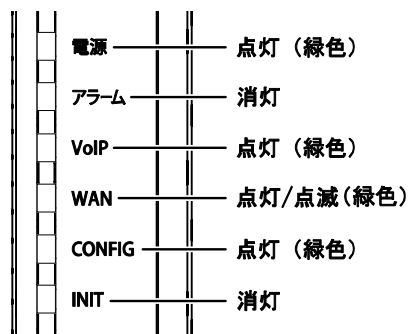 電源 点灯（緑色）
アラーム 消灯
VoIP 点灯（緑色）
WAN 点灯/点滅（緑色）
CONFIG 点灯（緑色）
INIT 消灯